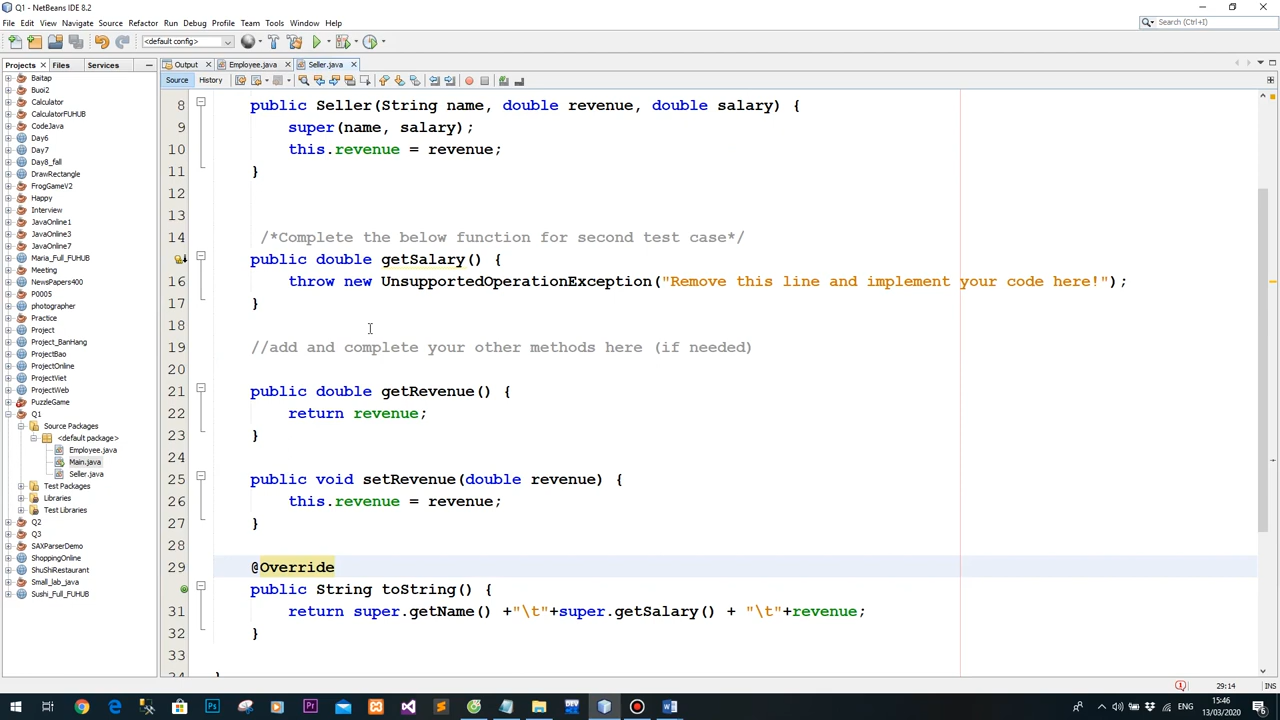 Q1 - NetBeans IDE 8.2
File Edit View Navigate Source Refactor Run Debug Profile Team Tools Window Help
Search (Ctrl+I)
<default config>
Projects Files Services
Output Employee.java Seller.java
Source History
Baitap
Buoi2
Calculator
CalculatorFUHUB
CodeJava
Day6
Day7
Day8_fall
DrawRectangle
FrogGameV2
Happy
Interview
JavaOnline1
JavaOnline3
JavaOnline7
Maria_Full_FUHUB
Meeting
NewsPapers400
P0005
photographer
Practice
Project
Project_BanHang
ProjectBao
ProjectOnline
ProjectViet
ProjectWeb
PuzzleGame
Q1
Source Packages
<default package>
Employee.java
Main.java
Seller.java
Test Packages
Libraries
Test Libraries
Q2
Q3
SAXParserDemo
ShoppingOnline
ShuShiRestaurant
Small_lab_java
Sushi_Full_FUHUB
8 public Seller(String name, double revenue, double salary) {
9 super(name, salary);
10 this.revenue = revenue;
11 }
12
13
14 /*Complete the below function for second test case*/
public double getSalary() {
16 throw new UnsupportedOperationException("Remove this line and implement your code here!");
17 }
18
19 //add and complete your other methods here (if needed)
20
21 public double getRevenue() {
22 return revenue;
23 }
24
25 public void setRevenue(double revenue) {
26 this.revenue = revenue;
27 }
28
29 @Override
public String toString() {
31 return super.getName() +"\t"+super.getSalary() + "\t"+revenue;
32 }
33
34 }
29:14 INS
ENG
15:46
13/03/2020